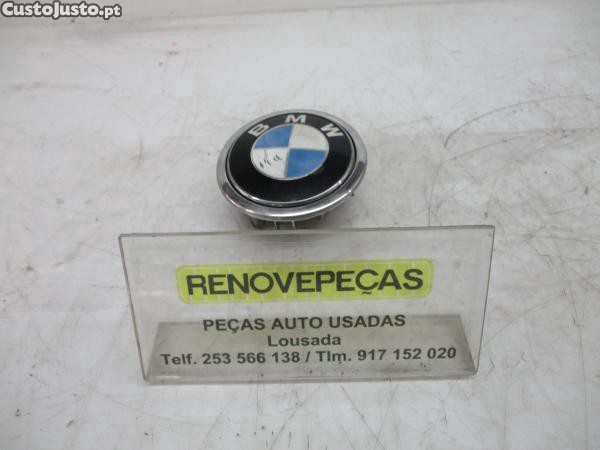 CustoJusto.pt
BMW
RENOVEPEÇAS
PEÇAS AUTO USADAS
Lousada
Telf. 253 566 138 / Tlm. 917 152 020